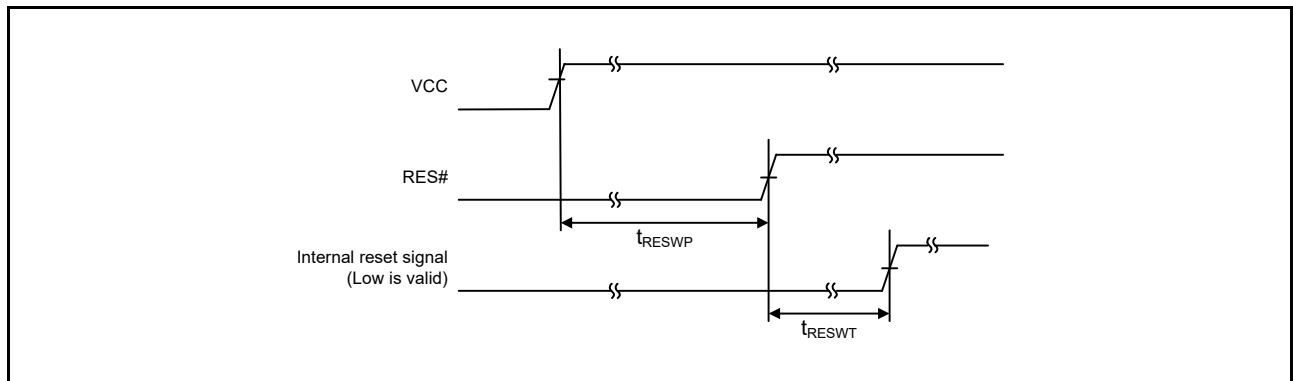 VCC
RES#
tRESWP
Internal reset signal
(Low is valid)
tRESWT